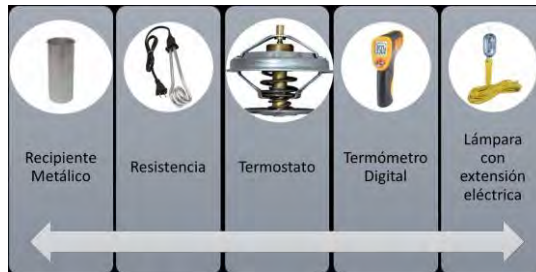 Recipiente
Metálico
Resistencia
Termostato
Termómetro
Digital
Lámpara
con
extensión
eléctrica